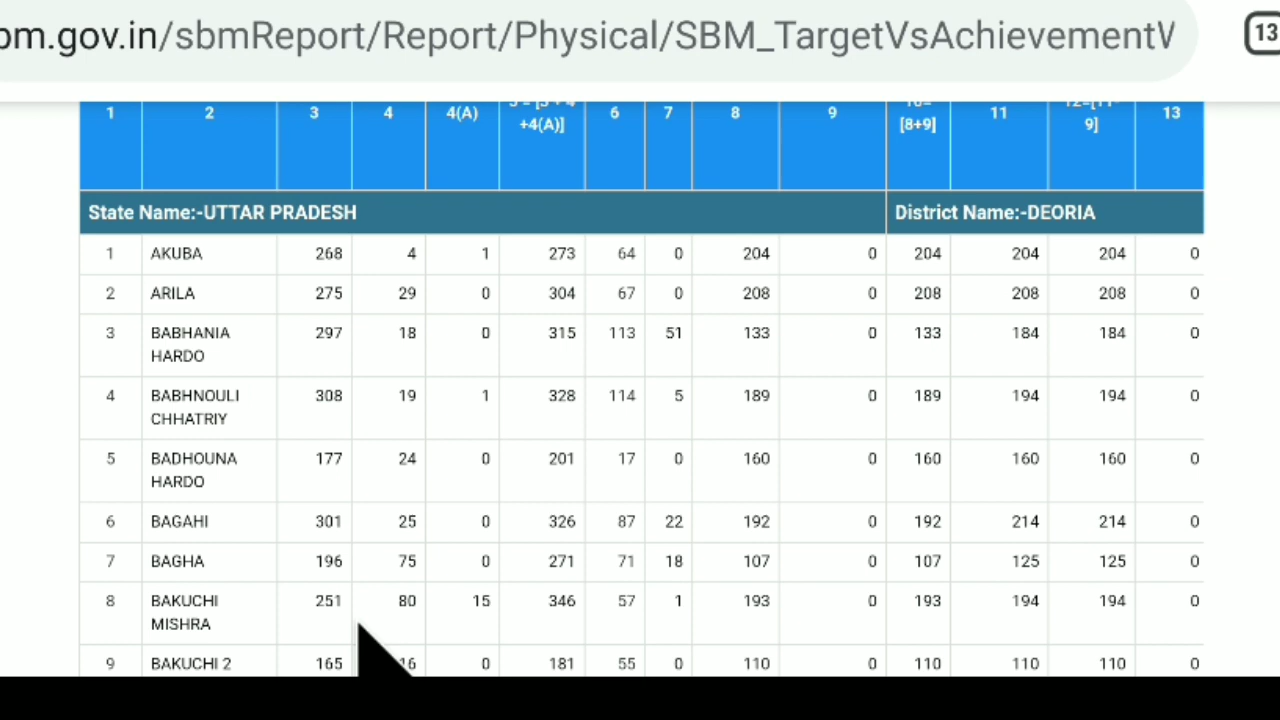 bm.gov.in/sbmReport/Report/Physical/SBM_TargetVsAchievementW 13
1 2 3 4 4(A) 5 = [3 + 4 +4(A)] 6 7 8 9 10= [8+9] 11 12=[11- 9] 13
State Name:-UTTAR PRADESH District Name:-DEORIA
1 AKUBA 268 4 1 273 64 0 204 0 204 204 204 0
2 ARILA 275 29 0 304 67 0 208 0 208 208 208 0
3 BABHANIA HARDO 297 18 0 315 113 51 133 0 133 184 184 0
4 BABHNOULI CHHATRIY 308 19 1 328 114 5 189 0 189 194 194 0
5 BADHOUNA HARDO 177 24 0 201 17 0 160 0 160 160 160 0
6 BAGAHI 301 25 0 326 87 22 192 0 192 214 214 0
7 BAGHA 196 75 0 271 71 18 107 0 107 125 125 0
8 BAKUCHI MISHRA 251 80 15 346 57 1 193 0 193 194 194 0
9 BAKUCHI 2 165 16 0 181 55 0 110 0 110 110 110 0